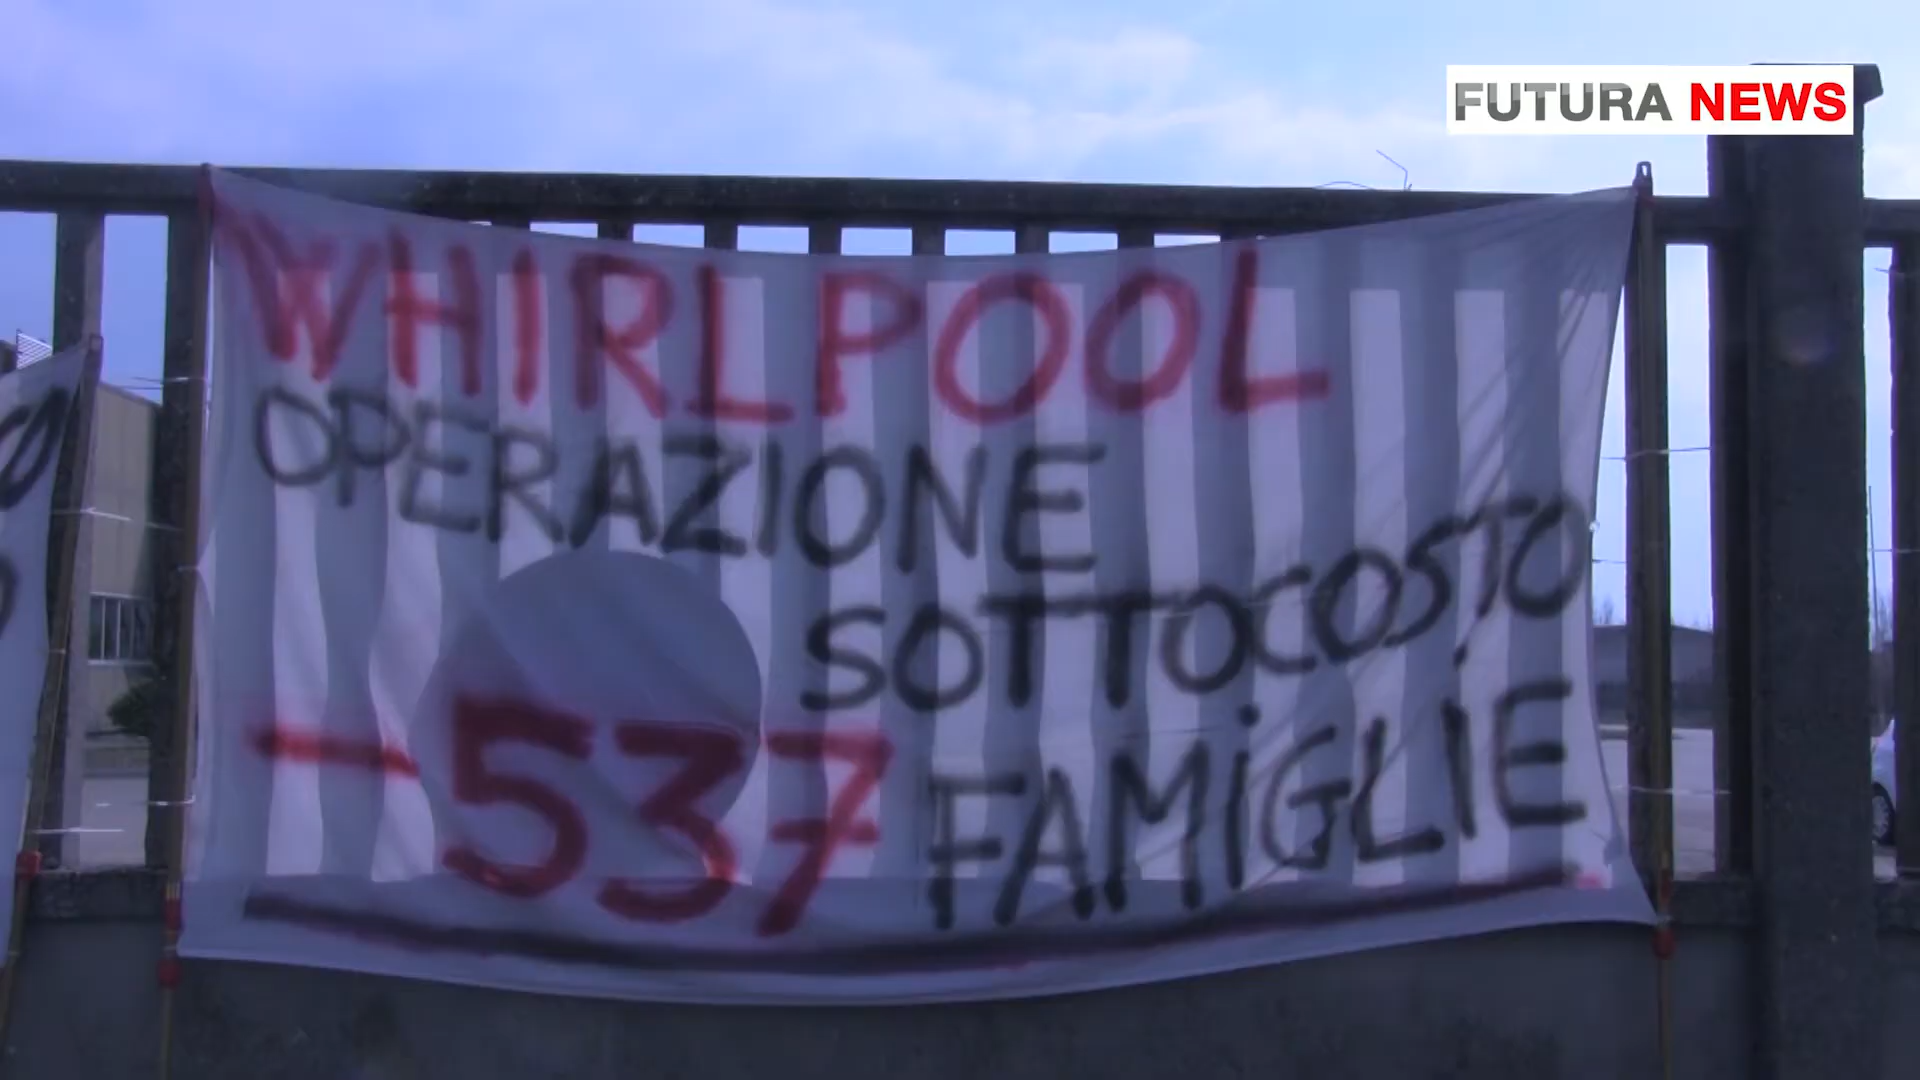 FUTURA NEWS
WHIRLPOOL
OPERAZIONE
SOTTOCOSTO
-537 FAMiGLIE